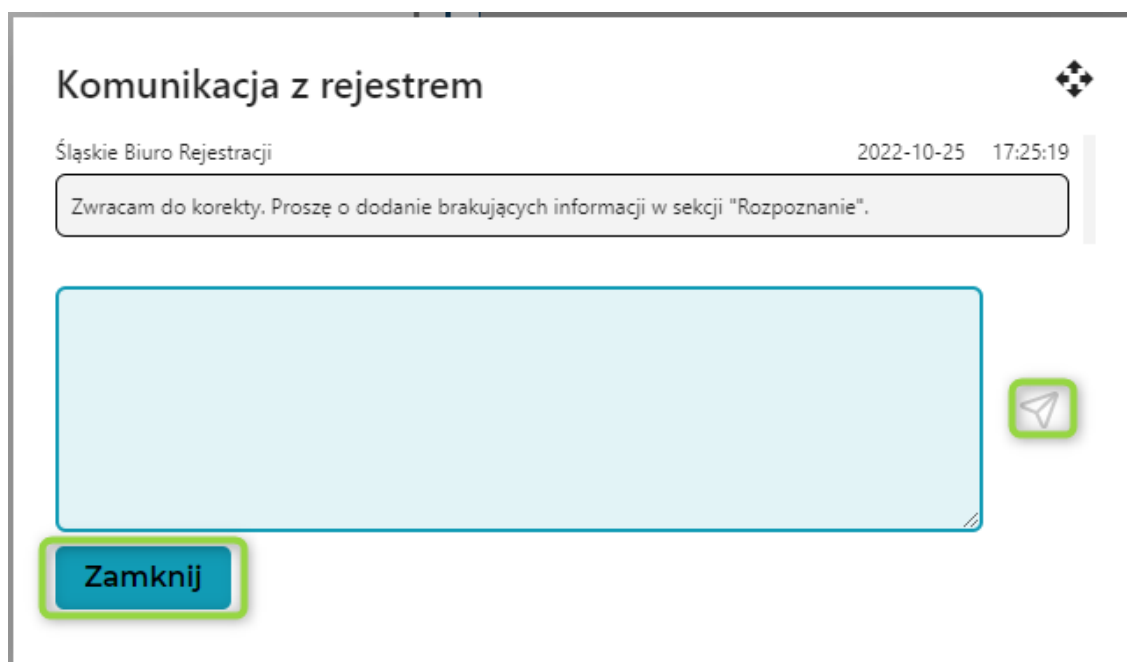 Komunikacja z rejestrem
Śląskie Biuro Rejestracji 2022-10-25 17:25:19
Zwracam do korekty. Proszę o dodanie brakujących informacji w sekcji "Rozpoznanie".
Zamknij